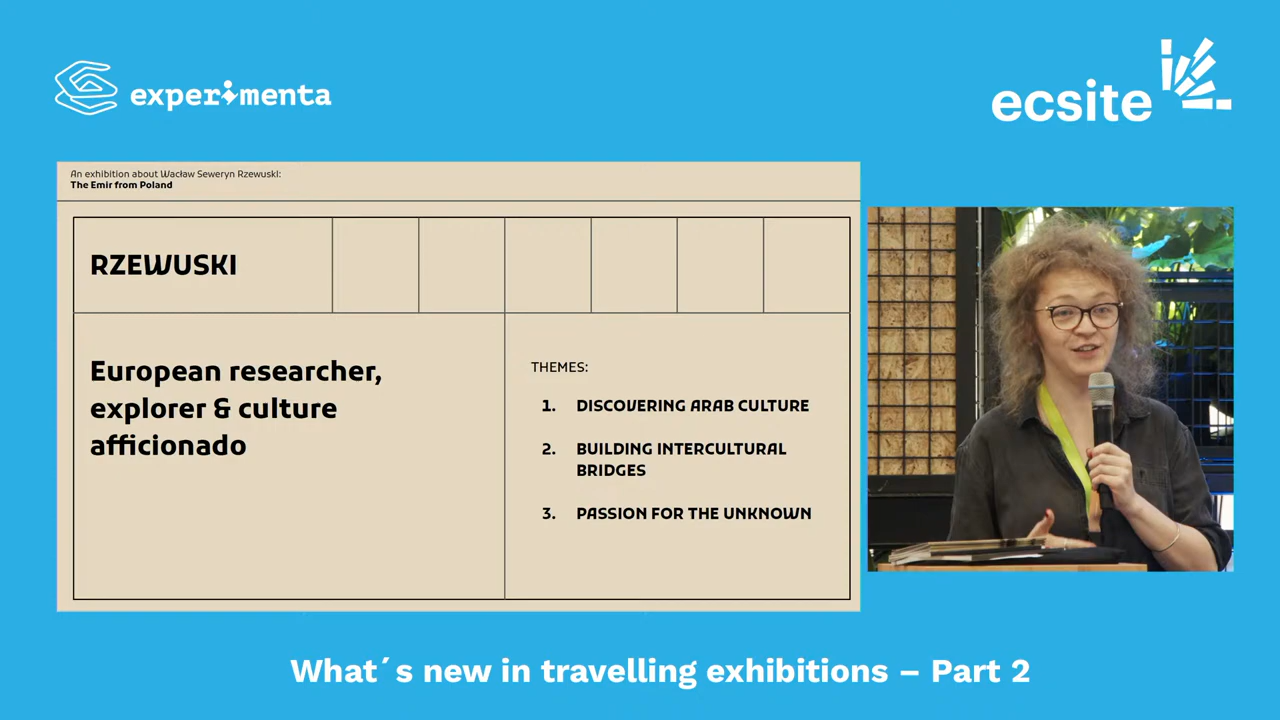 experimenta
ecsite
An exhibition about Wacław Seweryn Rzewuski:
The Emir from Poland
RZEWUSKI
European researcher,
explorer & culture
afficionado
THEMES:
1. DISCOVERING ARAB CULTURE
2. BUILDING INTERCULTURAL
BRIDGES
3. PASSION FOR THE UNKNOWN
What´s new in travelling exhibitions – Part 2